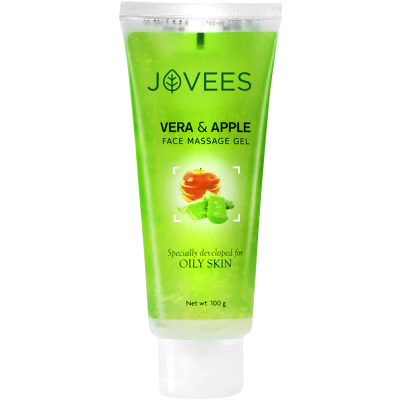 JOVEES
VERA & APPLE
FACE MASSAGE GEL
Specially developed for
OILY SKIN
Net wt. 100 g